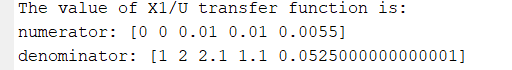 The value of X1/U transfer function is:
numerator: [0 0 0.01 0.01 0.0055]
denominator: [1 2 2.1 1.1 0.0525000000000001]